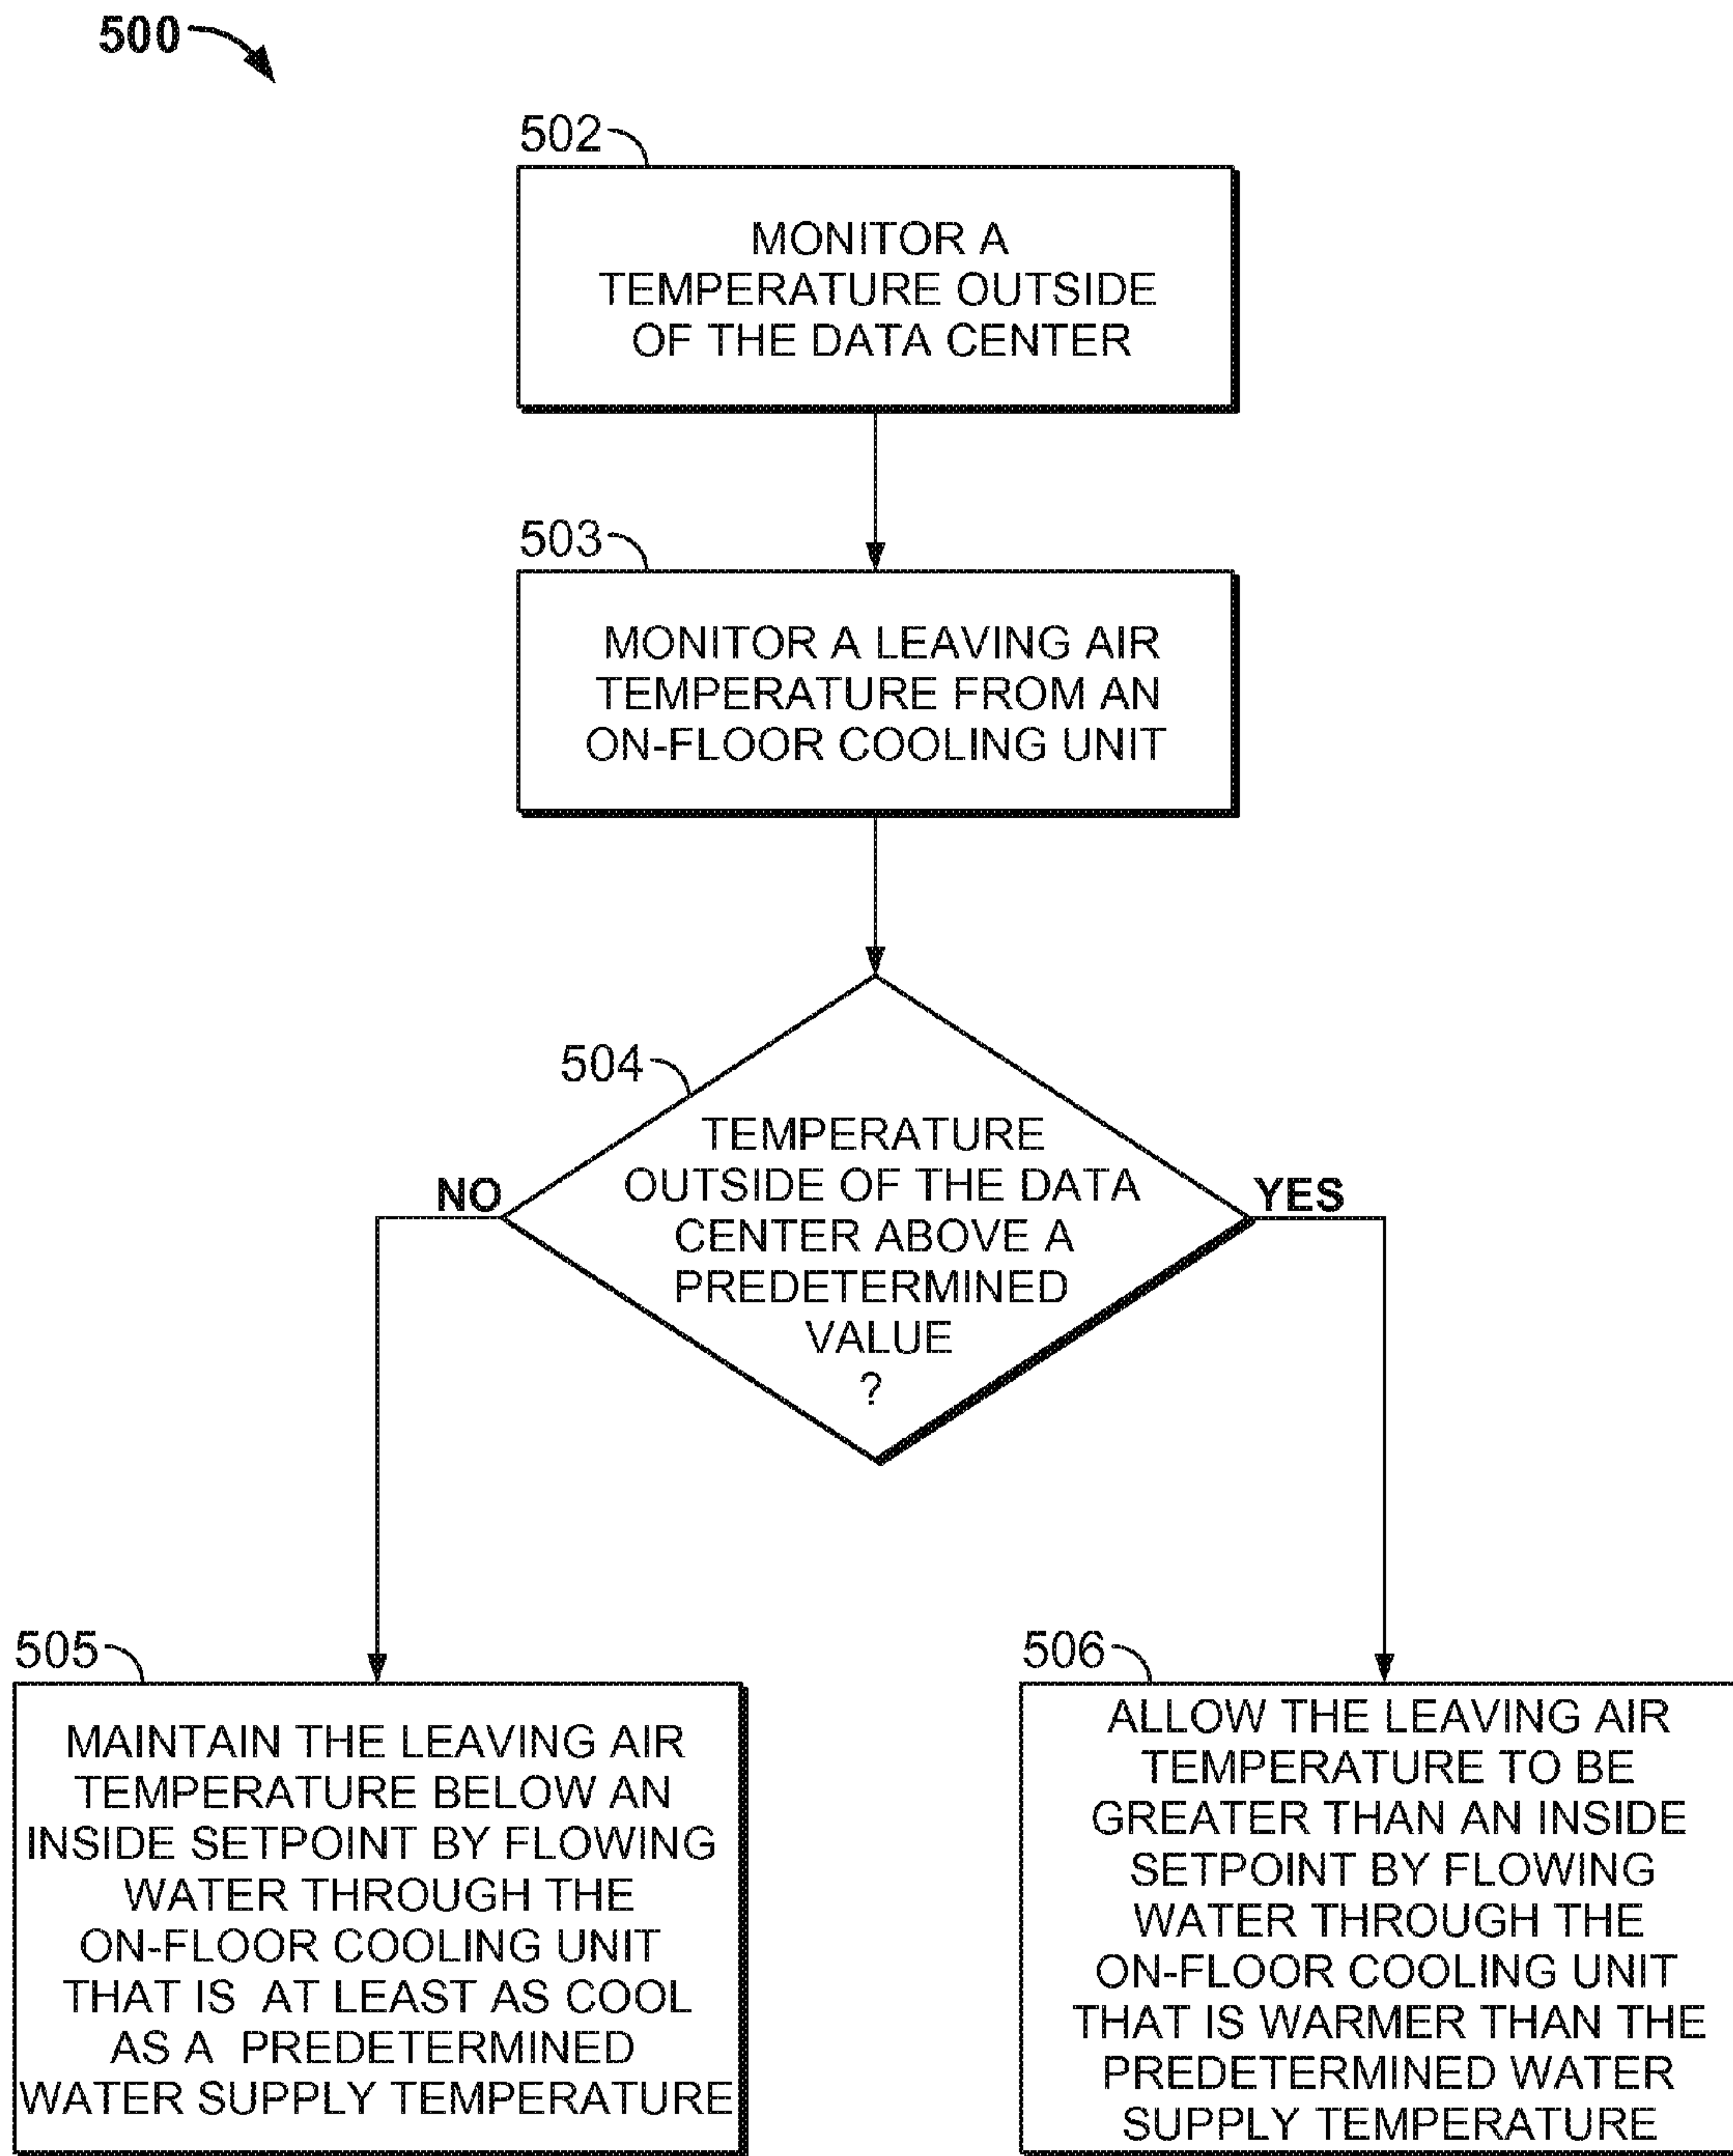 500
502
MONITOR A
TEMPERATURE OUTSIDE
OF THE DATA CENTER
503
MONITOR A LEAVING AIR
TEMPERATURE FROM AN
ON-FLOOR COOLING UNIT
504
TEMPERATURE
OUTSIDE OF THE DATA
CENTER ABOVE A
PREDETERMINED
VALUE
?
NO
YES
505
MAINTAIN THE LEAVING AIR
TEMPERATURE BELOW AN
INSIDE SETPOINT BY FLOWING
WATER THROUGH THE
ON-FLOOR COOLING UNIT
THAT IS AT LEAST AS COOL
AS A PREDETERMINED
WATER SUPPLY TEMPERATURE
506
ALLOW THE LEAVING AIR
TEMPERATURE TO BE
GREATER THAN AN INSIDE
SETPOINT BY FLOWING
WATER THROUGH THE
ON-FLOOR COOLING UNIT
THAT IS WARMER THAN THE
PREDETERMINED WATER
SUPPLY TEMPERATURE